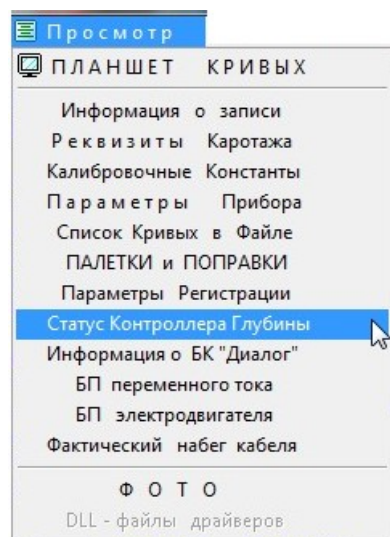 Просмотр
ПЛАНШЕТ КРИВЫХ
Информация о записи
Реквизиты Каротажа
Калибровочные Константы
Параметры Прибора
Список Кривых в Файле
ПАЛЕТКИ и ПОПРАВКИ
Параметры Регистрации
Статус Контроллера Глубины
Информация о БК "Диалог"
БП переменного тока
БП электродвигателя
Фактический набег кабеля
ФОТО
DLL - файлы драйверов